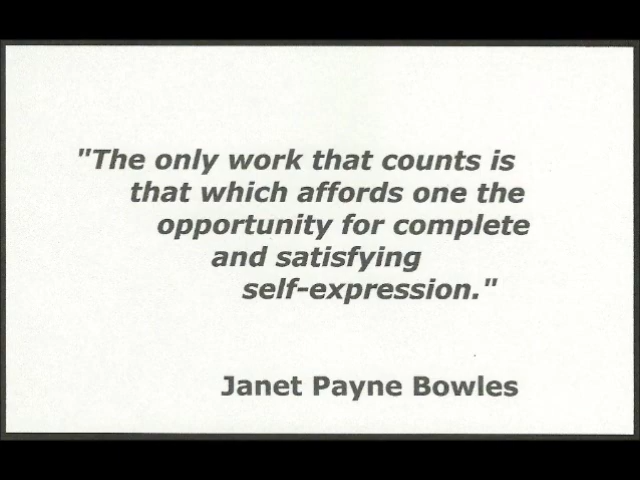 "The only work that counts is
that which affords one the
opportunity for complete
and satisfying
self-expression."
Janet Payne Bowles